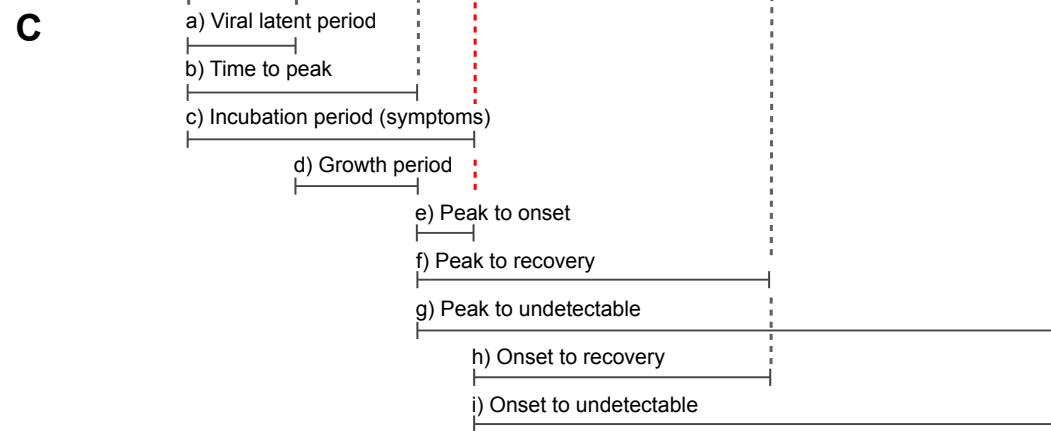 C
a) Viral latent period
b) Time to peak
c) Incubation period (symptoms)
d) Growth period
e) Peak to onset
f) Peak to recovery
g) Peak to undetectable
h) Onset to recovery
i) Onset to undetectable